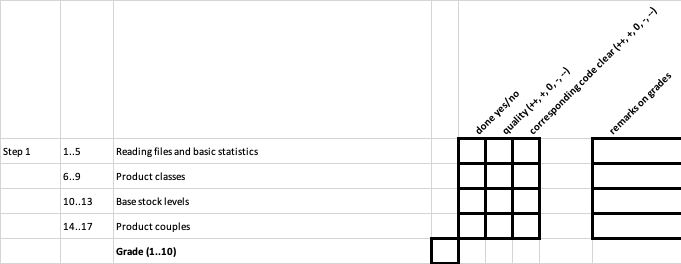 done yes/no
quality (++, +, 0, -, --)
corresponding code clear (++, +, 0, -, --)
remarks on grades
Step 1 1..5 Reading files and basic statistics
6..9 Product classes
10..13 Base stock levels
14..17 Product couples
Grade (1..10)